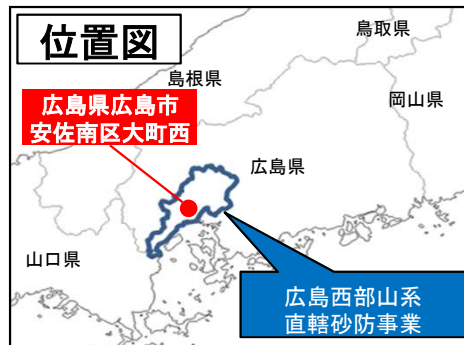 位置図
鳥取県
島根県
岡山県
広島県広島市
安佐南区大町西
広島県
山口県
広島西部山系
直轄砂防事業